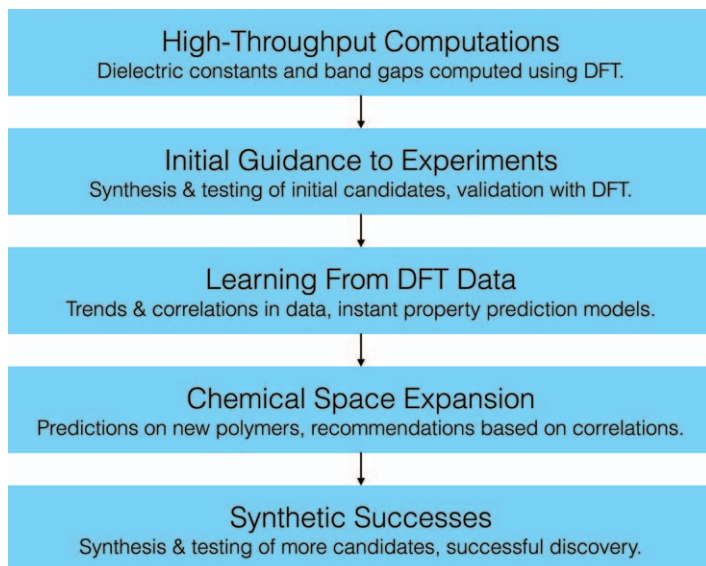 High-Throughput Computations
Dielectric constants and band gaps computed using DFT.
Initial Guidance to Experiments
Synthesis & testing of initial candidates, validation with DFT.
Learning From DFT Data
Trends & correlations in data, instant property prediction models.
Chemical Space Expansion
Predictions on new polymers, recommendations based on correlations.
Synthetic Successes
Synthesis & testing of more candidates, successful discovery.